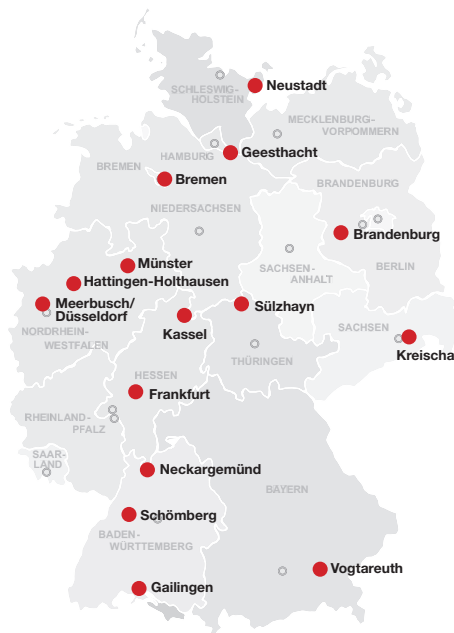 Neustadt
SCHLESWIG-
HOLSTEIN
MECKLENBURG-
VORPOMMERN
HAMBURG
Geesthacht
BREMEN
Bremen
BRANDENBURG
NIEDERSACHSEN
Brandenburg
Münster
BERLIN
SACHSEN-
ANHALT
Hattingen-Holthausen
Meerbusch/
Düsseldorf
Sülzhayn
NORDRHEIN-
WESTFALEN
Kassel
SACHSEN
Kreischa
THÜRINGEN
HESSEN
Frankfurt
RHEINLAND-
PFALZ
SAAR-
LAND
Neckargemünd
BAYERN
Schömberg
BADEN-
WÜRTTEMBERG
Vogtareuth
Gailingen